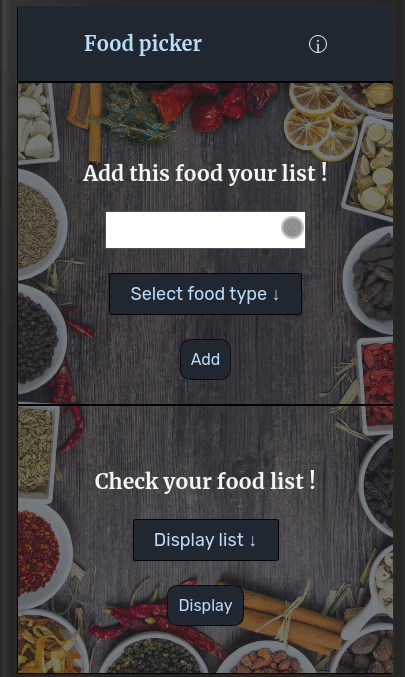 Food picker i
Add this food your list !
Select food type ↓
Add
Check your food list !
Display list ↓
Display